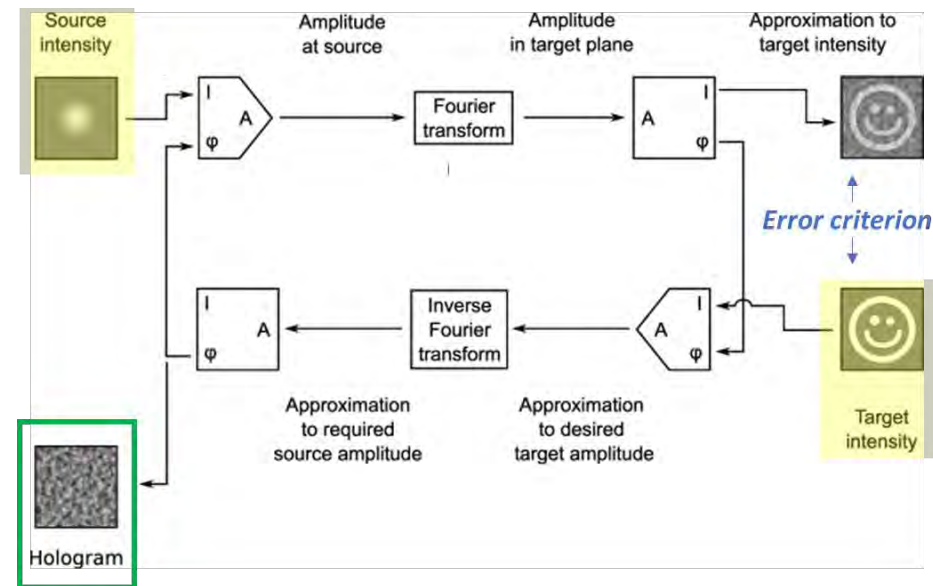 Source
intensity
Amplitude
at source
Amplitude
in target plane
Approximation to
target intensity
I
A
φ
Fourier
transform
A
I
φ
Error criterion
I
A
φ
Inverse
Fourier
transform
I
A
φ
Approximation
to required
source amplitude
Approximation
to desired
target amplitude
Target
intensity
Hologram